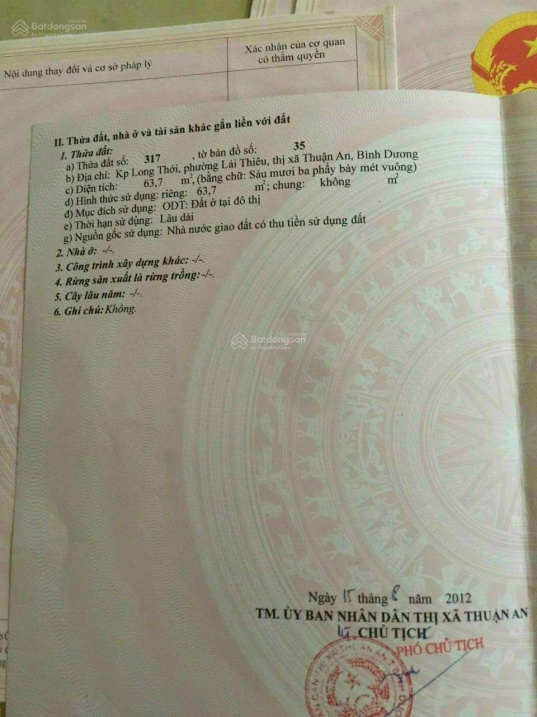 Batdongsan
by PropertyGuru
Nội dung thay đổi và cơ sở pháp lý
Xác nhận của cơ quan
có thẩm quyền
II. Thửa đất, nhà ở và tài sản khác gắn liền với đất
1. Thửa đất:
a) Thửa đất số: 317 , tờ bản đồ số: 35
b) Địa chỉ: Kp Long Thới, phường Lái Thiêu, thị xã Thuận An, Bình Dương
c) Diện tích: 63,7 m², (bằng chữ: Sáu mươi ba phẩy bảy mét vuông)
d) Hình thức sử dụng: riêng: 63,7 m²; chung: không m²
đ) Mục đích sử dụng: ODT: Đất ở tại đô thị
e) Thời hạn sử dụng: Lâu dài
g) Nguồn gốc sử dụng: Nhà nước giao đất có thu tiền sử dụng đất
2. Nhà ở: -/-.
3. Công trình xây dựng khác: -/-.
4. Rừng sản xuất là rừng trồng: -/-.
5. Cây lâu năm: -/-.
6. Ghi chú: Không.
Batdongsan
by PropertyGuru
Ngày 15 tháng 8 năm 2012
TM. ỦY BAN NHÂN DÂN THỊ XÃ THUẬN AN
CHỦ TỊCH
PHÓ CHỦ TỊCH